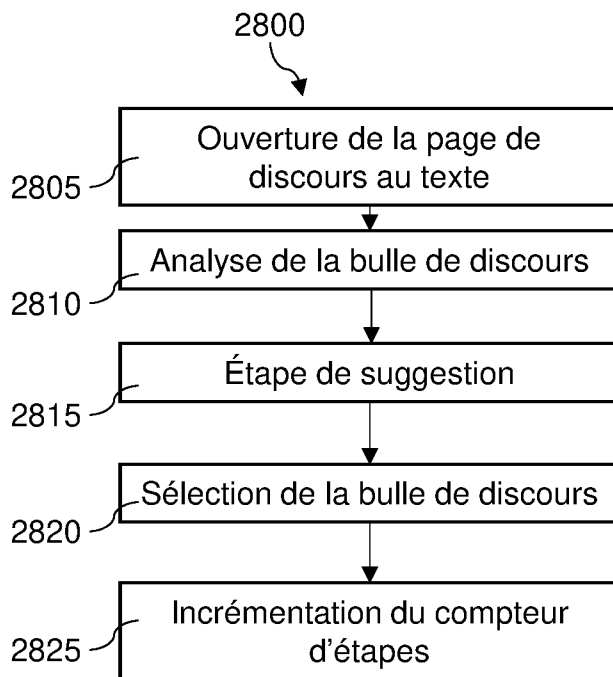 2800
Ouverture de la page de
discours au texte
2805
Analyse de la bulle de discours
2810
Étape de suggestion
2815
Sélection de la bulle de discours
2820
Incrémentation du compteur
d'étapes
2825